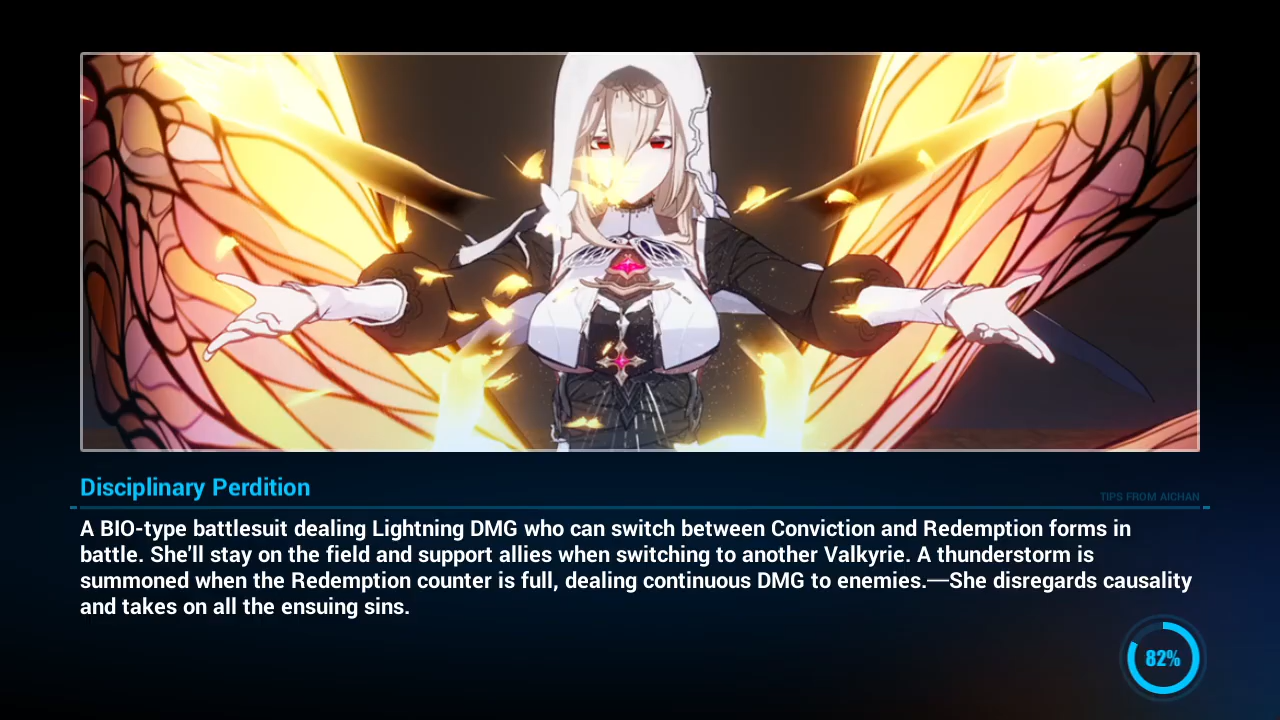 Disciplinary Perdition
TIPS FROM AICHAN
A BIO-type battlesuit dealing Lightning DMG who can switch between Conviction and Redemption forms in
battle. She'll stay on the field and support allies when switching to another Valkyrie. A thunderstorm is
summoned when the Redemption counter is full, dealing continuous DMG to enemies.—She disregards causality
and takes on all the ensuing sins.
82%